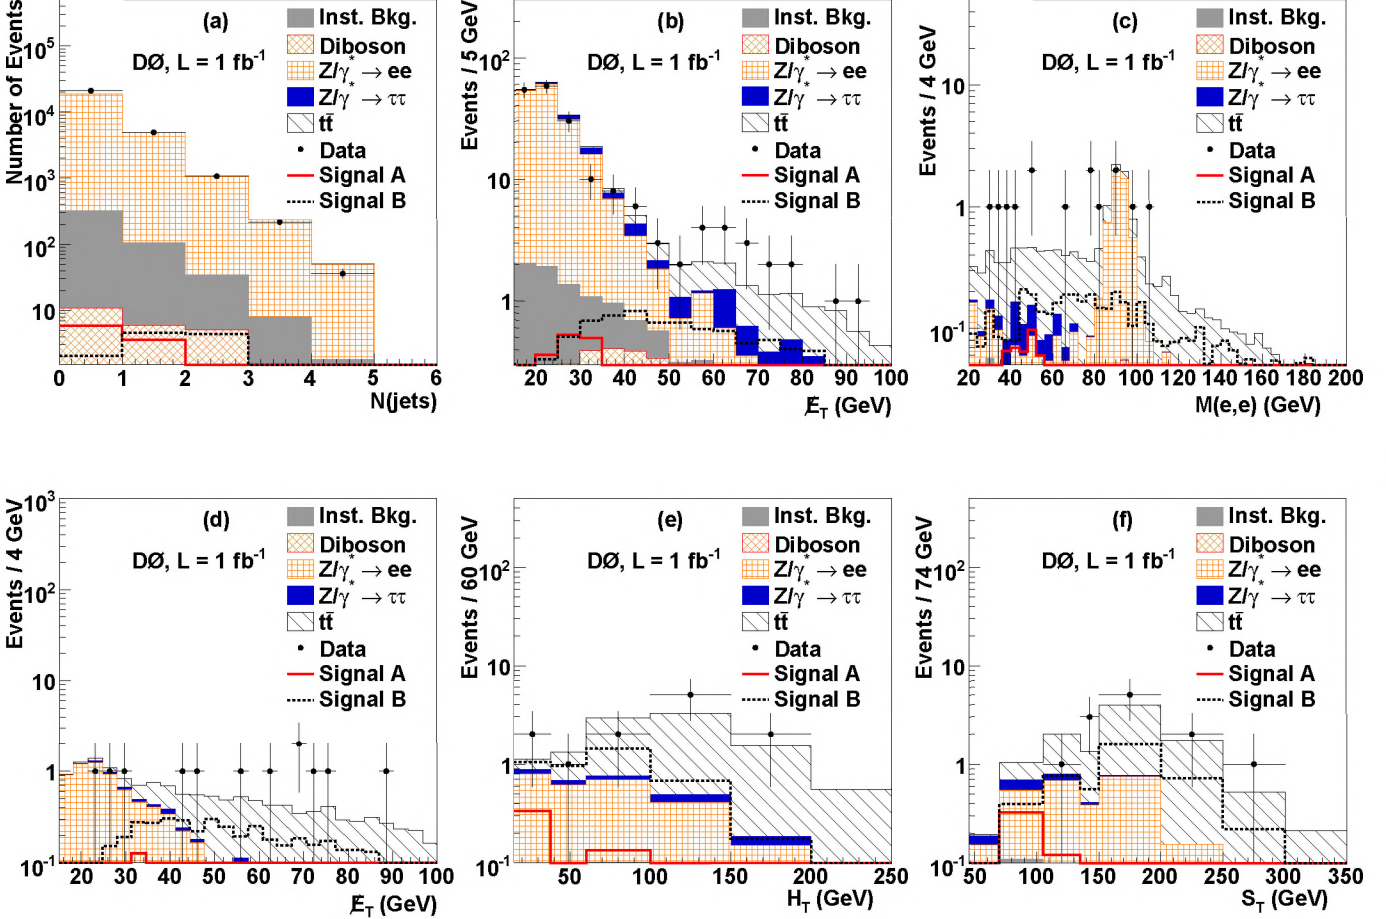 (a)
DØ, L = 1 fb⁻¹
Inst. Bkg.
Diboson
Z/γ* → ee
Z/γ* → ττ
tt̄
Data
Signal A
Signal B
Number of Events
10⁵
10⁴
10³
10²
10
0 1 2 3 4 5 6
N(jets)
(b)
DØ, L = 1 fb⁻¹
Inst. Bkg.
Diboson
Z/γ* → ee
Z/γ* → ττ
tt̄
Data
Signal A
Signal B
Events / 5 GeV
10²
10
1
20 30 40 50 60 70 80 90 100
E̸_T (GeV)
(c)
DØ, L = 1 fb⁻¹
Inst. Bkg.
Diboson
Z/γ* → ee
Z/γ* → ττ
tt̄
Data
Signal A
Signal B
Events / 4 GeV
10
1
10⁻¹
20 40 60 80 100 120 140 160 180 200
M(e,e) (GeV)
(d)
DØ, L = 1 fb⁻¹
Inst. Bkg.
Diboson
Z/γ* → ee
Z/γ* → ττ
tt̄
Data
Signal A
Signal B
Events / 4 GeV
10³
10²
10
1
10⁻¹
20 30 40 50 60 70 80 90 100
E̸_T (GeV)
(e)
DØ, L = 1 fb⁻¹
Inst. Bkg.
Diboson
Z/γ* → ee
Z/γ* → ττ
tt̄
Data
Signal A
Signal B
Events / 60 GeV
10²
10
1
10⁻¹
50 100 150 200 250
H_T (GeV)
(f)
DØ, L = 1 fb⁻¹
Inst. Bkg.
Diboson
Z/γ* → ee
Z/γ* → ττ
tt̄
Data
Signal A
Signal B
Events / 74 GeV
10²
10
1
10⁻¹
50 100 150 200 250 300 350
S_T (GeV)